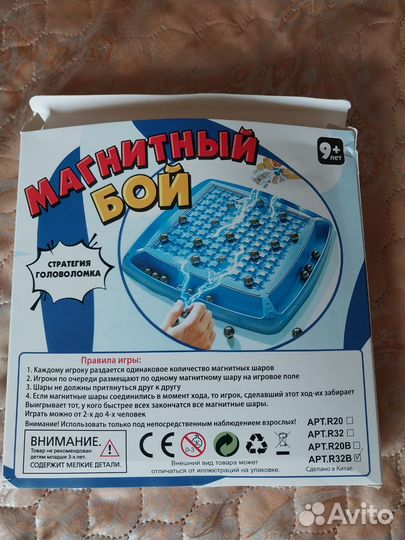 МАГНИТНЫЙ
БОЙ
9+
лет
СТРАТЕГИЯ
ГОЛОВОЛОМКА
Правила игры:
1. Каждому игроку раздается одинаковое количество магнитных шаров
2. Игроки по очереди размещают по одному магнитному шару на игровое поле
3. Шары не должны притянуться друг к другу
4. Если магнитные шары соединились в момент хода, то игрок, сделавший этот ход-их забирает
Выигрывает тот, у кого быстрее всех закончатся все магнитные шары.
Играть можно от 2-х до 4-х человек
Внимание! Использовать только под непосредственным наблюдением взрослых!
ВНИМАНИЕ.
Товар не рекомендован
детям младше 3-х лет.
СОДЕРЖИТ МЕЛКИЕ ДЕТАЛИ.
CE
0-3
EAC
Внешний вид товара может
отличаться от иллюстраций на упаковке.
АРТ.R20
АРТ.R32
АРТ.R20B
АРТ.R32B
Сделано в Китае.
Avito